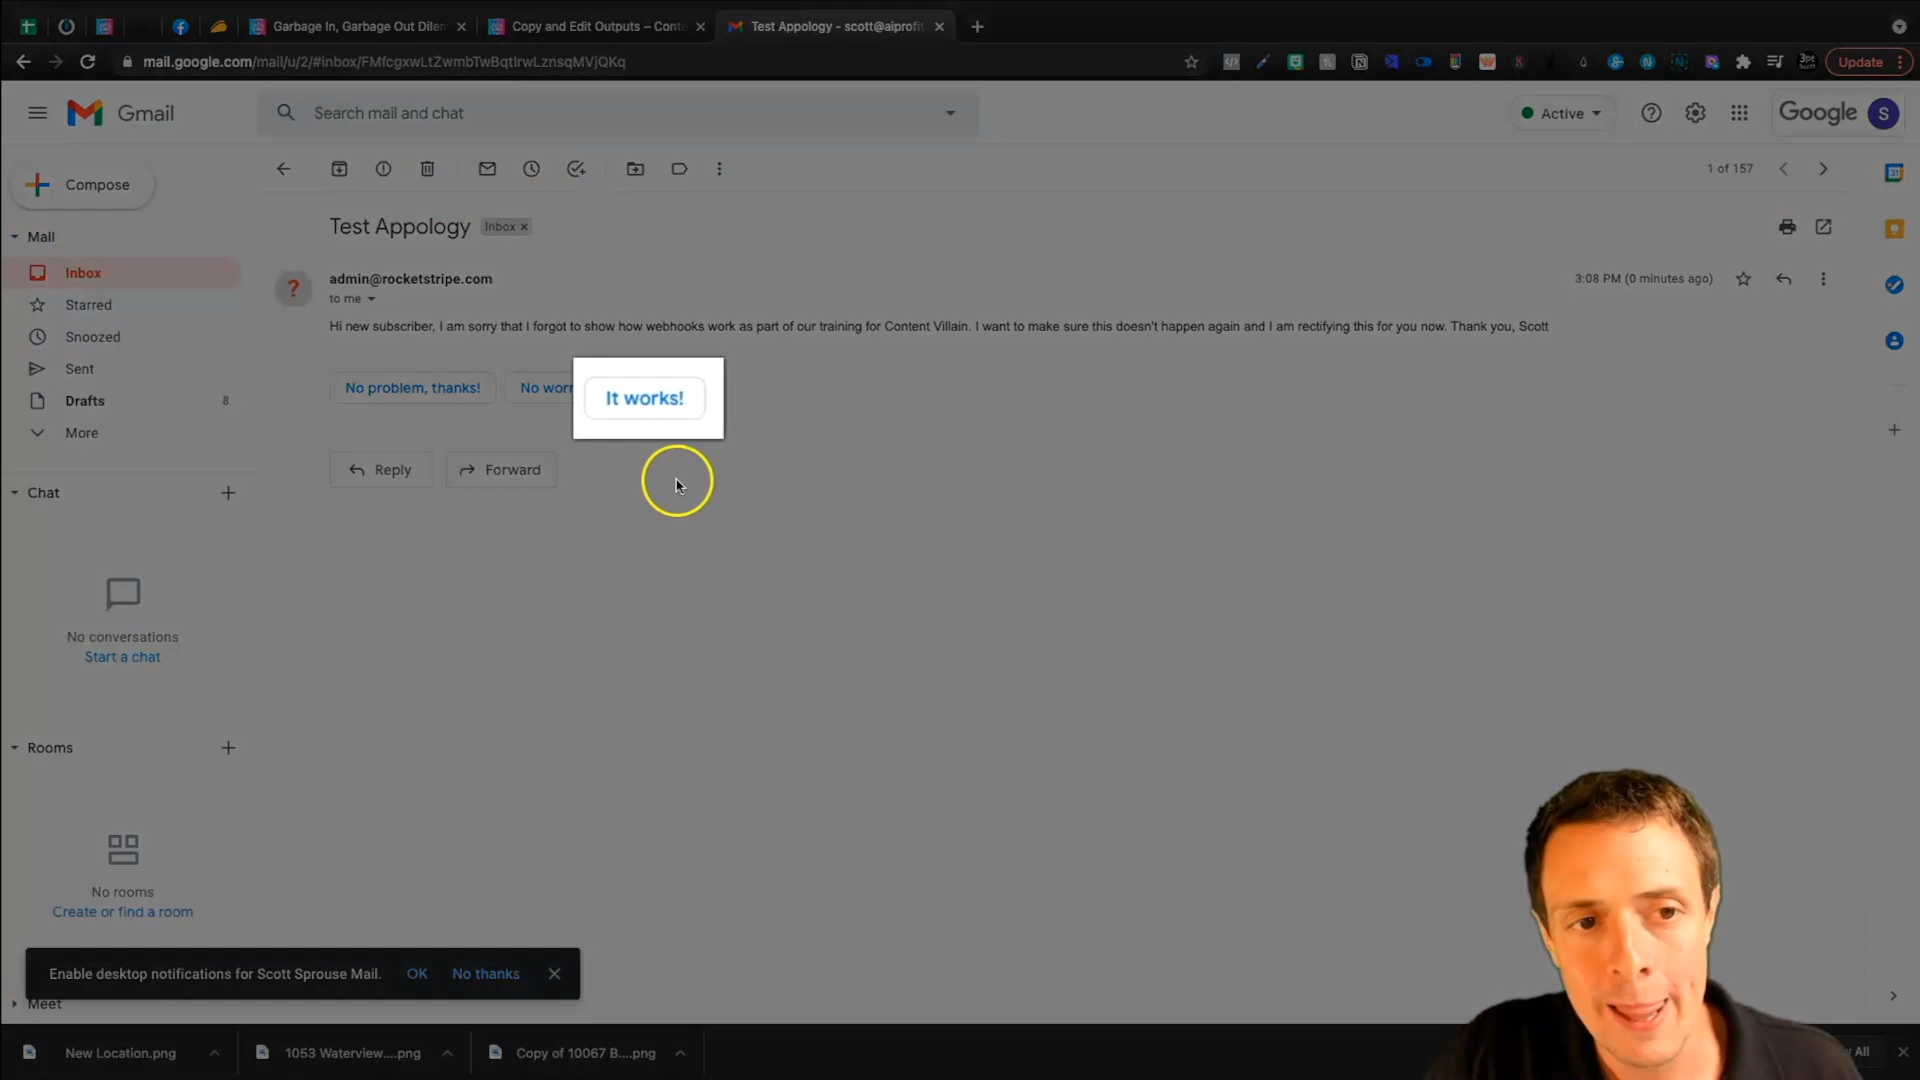 Garbage In, Garbage Out Dilen
Copy and Edit Outputs – Cont
Test Appology - scott@aiprofit
mail.google.com/mail/u/2/#inbox/FMfcgxwLtZwmbTwBqtlrwLznsqMVjQKq
Update
Gmail
Search mail and chat
Active
Google
S
Compose
1 of 157
31
Mail
Test Appology
Inbox
Inbox
admin@rocketstripe.com
3:08 PM (0 minutes ago)
to me
Starred
Hi new subscriber, I am sorry that I forgot to show how webhooks work as part of our training for Content Villain. I want to make sure this doesn't happen again and I am rectifying this for you now. Thank you, Scott
Snoozed
Sent
No problem, thanks!
No worr
It works!
Drafts
8
More
Reply
Forward
Chat
No conversations
Start a chat
Rooms
No rooms
Create or find a room
Enable desktop notifications for Scott Sprouse Mail.
OK
No thanks
Meet
New Location.png
1053 Waterview....png
Copy of 10067 B....png
All